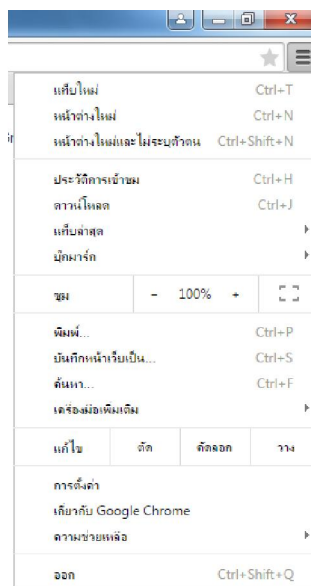 แท็บใหม่ Ctrl+T
หน้าต่างใหม่ Ctrl+N
หน้าต่างใหม่และไม่ระบุตัวตน Ctrl+Shift+N
ประวัติการเข้าชม Ctrl+H
ดาวน์โหลด Ctrl+J
แท็บล่าสุด
บุ๊กมาร์ก
ซูม - 100% +
พิมพ์... Ctrl+P
บันทึกหน้าเว็บเป็น... Ctrl+S
ค้นหา... Ctrl+F
เครื่องมือเพิ่มเติม
แก้ไข ตัด คัดลอก วาง
การตั้งค่า
เกี่ยวกับ Google Chrome
ความช่วยเหลือ
ออก Ctrl+Shift+Q